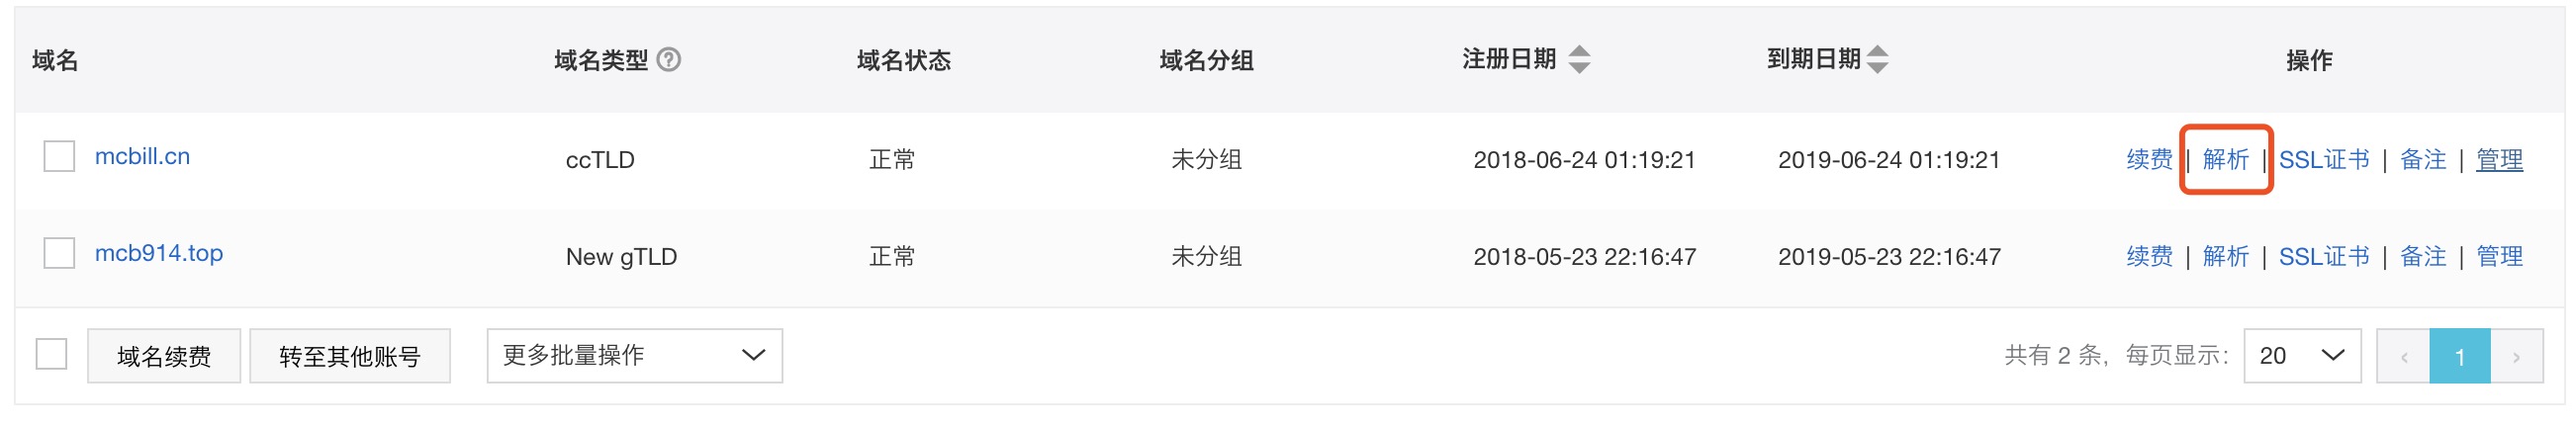 域名 域名类型 ? 域名状态 域名分组 注册日期 到期日期 操作
mcbill.cn ccTLD 正常 未分组 2018-06-24 01:19:21 2019-06-24 01:19:21 续费 | 解析 | SSL证书 | 备注 | 管理
mcb914.top New gTLD 正常 未分组 2018-05-23 22:16:47 2019-05-23 22:16:47 续费 | 解析 | SSL证书 | 备注 | 管理
域名续费 转至其他账号 更多批量操作 共有 2 条，每页显示： 20 ‹ 1 ›